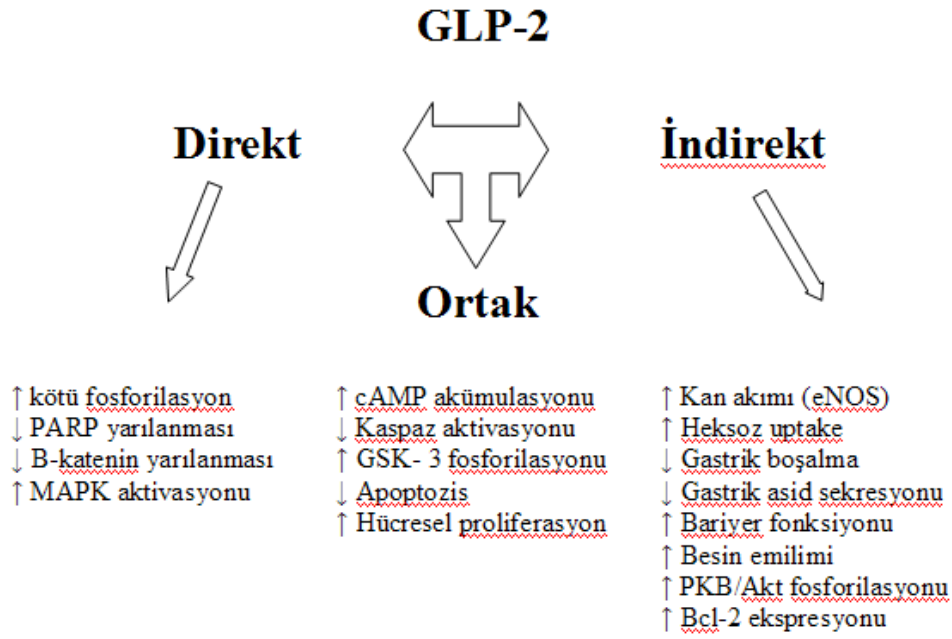 GLP-2
Direkt
İndirekt
Ortak
↑ kötü fosforilasyon
↓ PARP yarılanması
↓ B-katenin yarılanması
↑ MAPK aktivasyonu
↑ cAMP akümulasyonu
↓ Kaspaz aktivasyonu
↑ GSK- 3 fosforilasyonu
↓ Apoptozis
↑ Hücresel proliferasyon
↑ Kan akımı (eNOS)
↑ Heksoz uptake
↓ Gastrik boşalma
↓ Gastrik asid sekresyonu
↑ Bariyer fonksiyonu
↑ Besin emilimi
↑ PKB/Akt fosforilasyonu
↑ Bcl-2 ekspresyonu